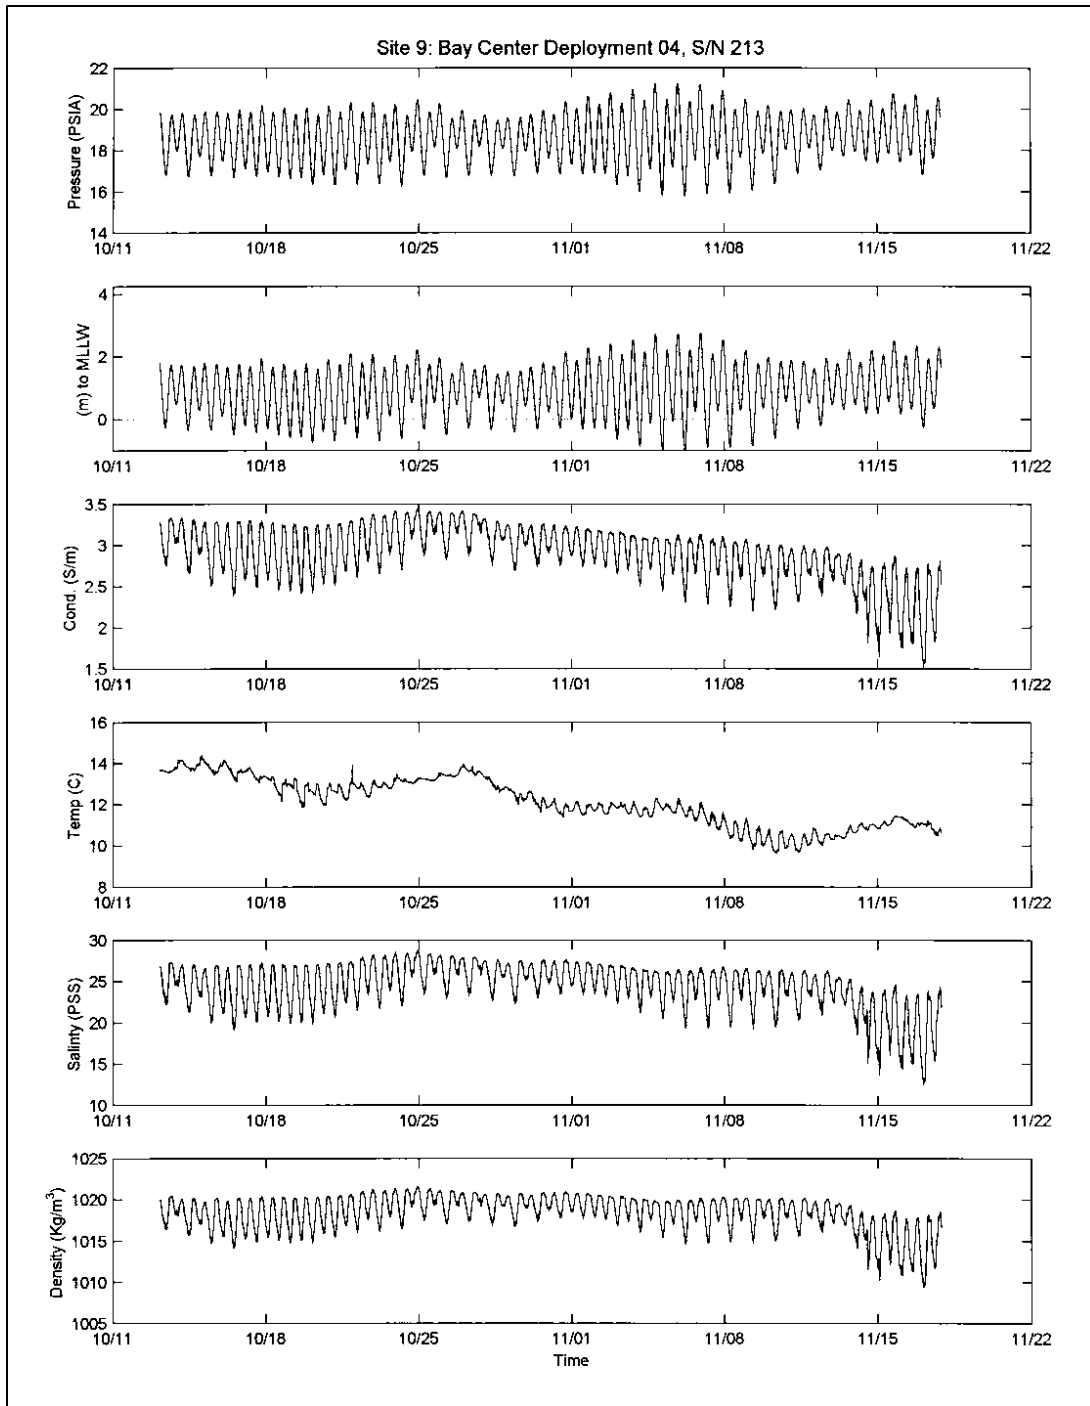 Site 9: Bay Center Deployment 04, S/N 213
22
20
18
16
14
Pressure (PSIA)
10/11 10/18 10/25 11/01 11/08 11/15 11/22
4
2
0
(m) to MLLW
10/11 10/18 10/25 11/01 11/08 11/15 11/22
3.5
3
2.5
2
1.5
Cond. (S/m)
10/11 10/18 10/25 11/01 11/08 11/15 11/22
16
14
12
10
8
Temp (C)
10/11 10/18 10/25 11/01 11/08 11/15 11/22
30
25
20
15
10
Salinty (PSS)
10/11 10/18 10/25 11/01 11/08 11/15 11/22
1025
1020
1015
1010
1005
Density (Kg/m³)
10/11 10/18 10/25 11/01 11/08 11/15 11/22
Time